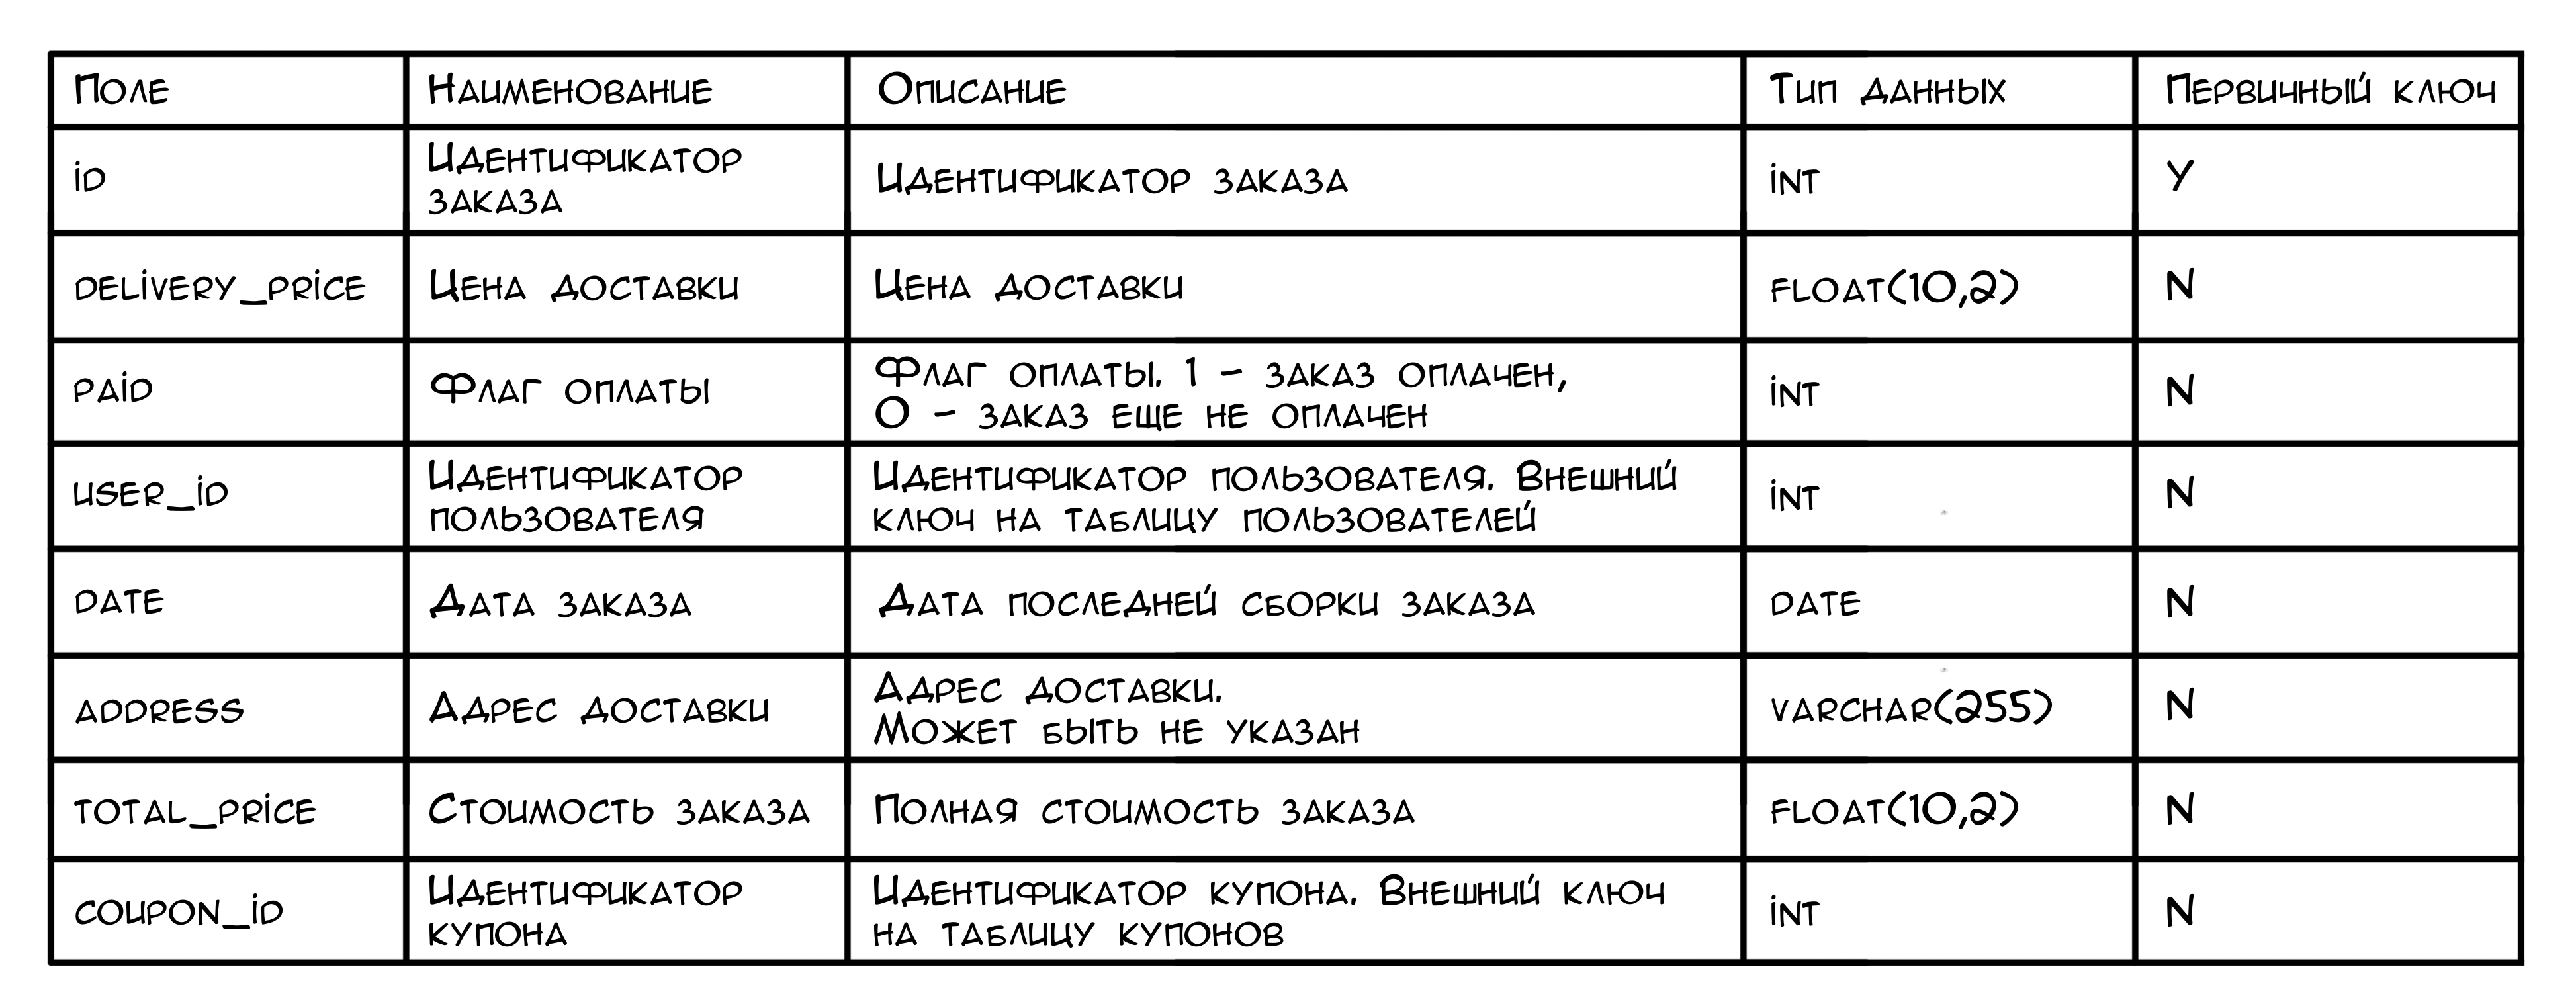 Поле Наименование Описание Тип данных Первичный ключ
id Идентификатор заказа Идентификатор заказа int Y
delivery_price Цена доставки Цена доставки float(10,2) N
paid Флаг оплаты Флаг оплаты. 1 - заказ оплачен,
0 - заказ еще не оплачен int N
user_id Идентификатор
пользователя Идентификатор пользователя. Внешний
ключ на таблицу пользователей int N
date Дата заказа Дата последней сборки заказа date N
address Адрес доставки Адрес доставки.
Может быть не указан varchar(255) N
total_price Стоимость заказа Полная стоимость заказа float(10,2) N
coupon_id Идентификатор
купона Идентификатор купона. Внешний ключ
на таблицу купонов int N